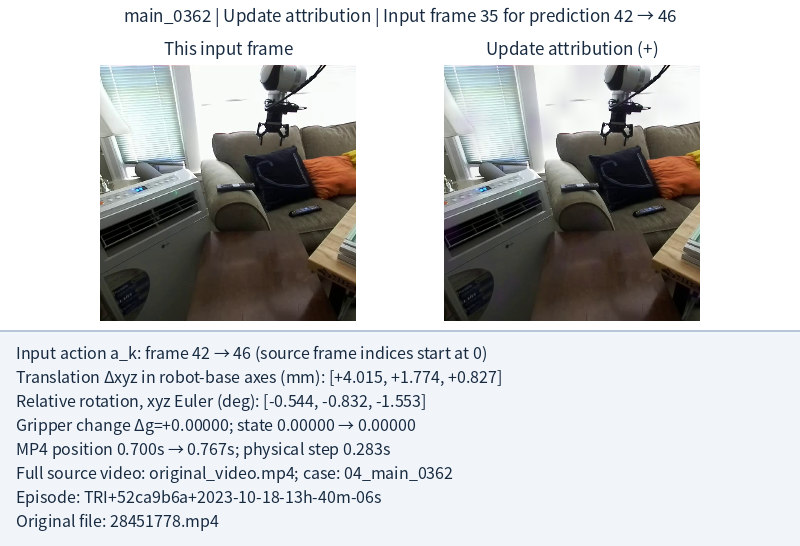 main_0362 | Update attribution | Input frame 35 for prediction 42 → 46
This input frame
Update attribution (+)
Input action a_k: frame 42 → 46 (source frame indices start at 0)
Translation Δxyz in robot-base axes (mm): [+4.015, +1.774, +0.827]
Relative rotation, xyz Euler (deg): [-0.544, -0.832, -1.553]
Gripper change Δg=+0.00000; state 0.00000 → 0.00000
MP4 position 0.700s → 0.767s; physical step 0.283s
Full source video: original_video.mp4; case: 04_main_0362
Episode: TRI+52ca9b6a+2023-10-18-13h-40m-06s
Original file: 28451778.mp4